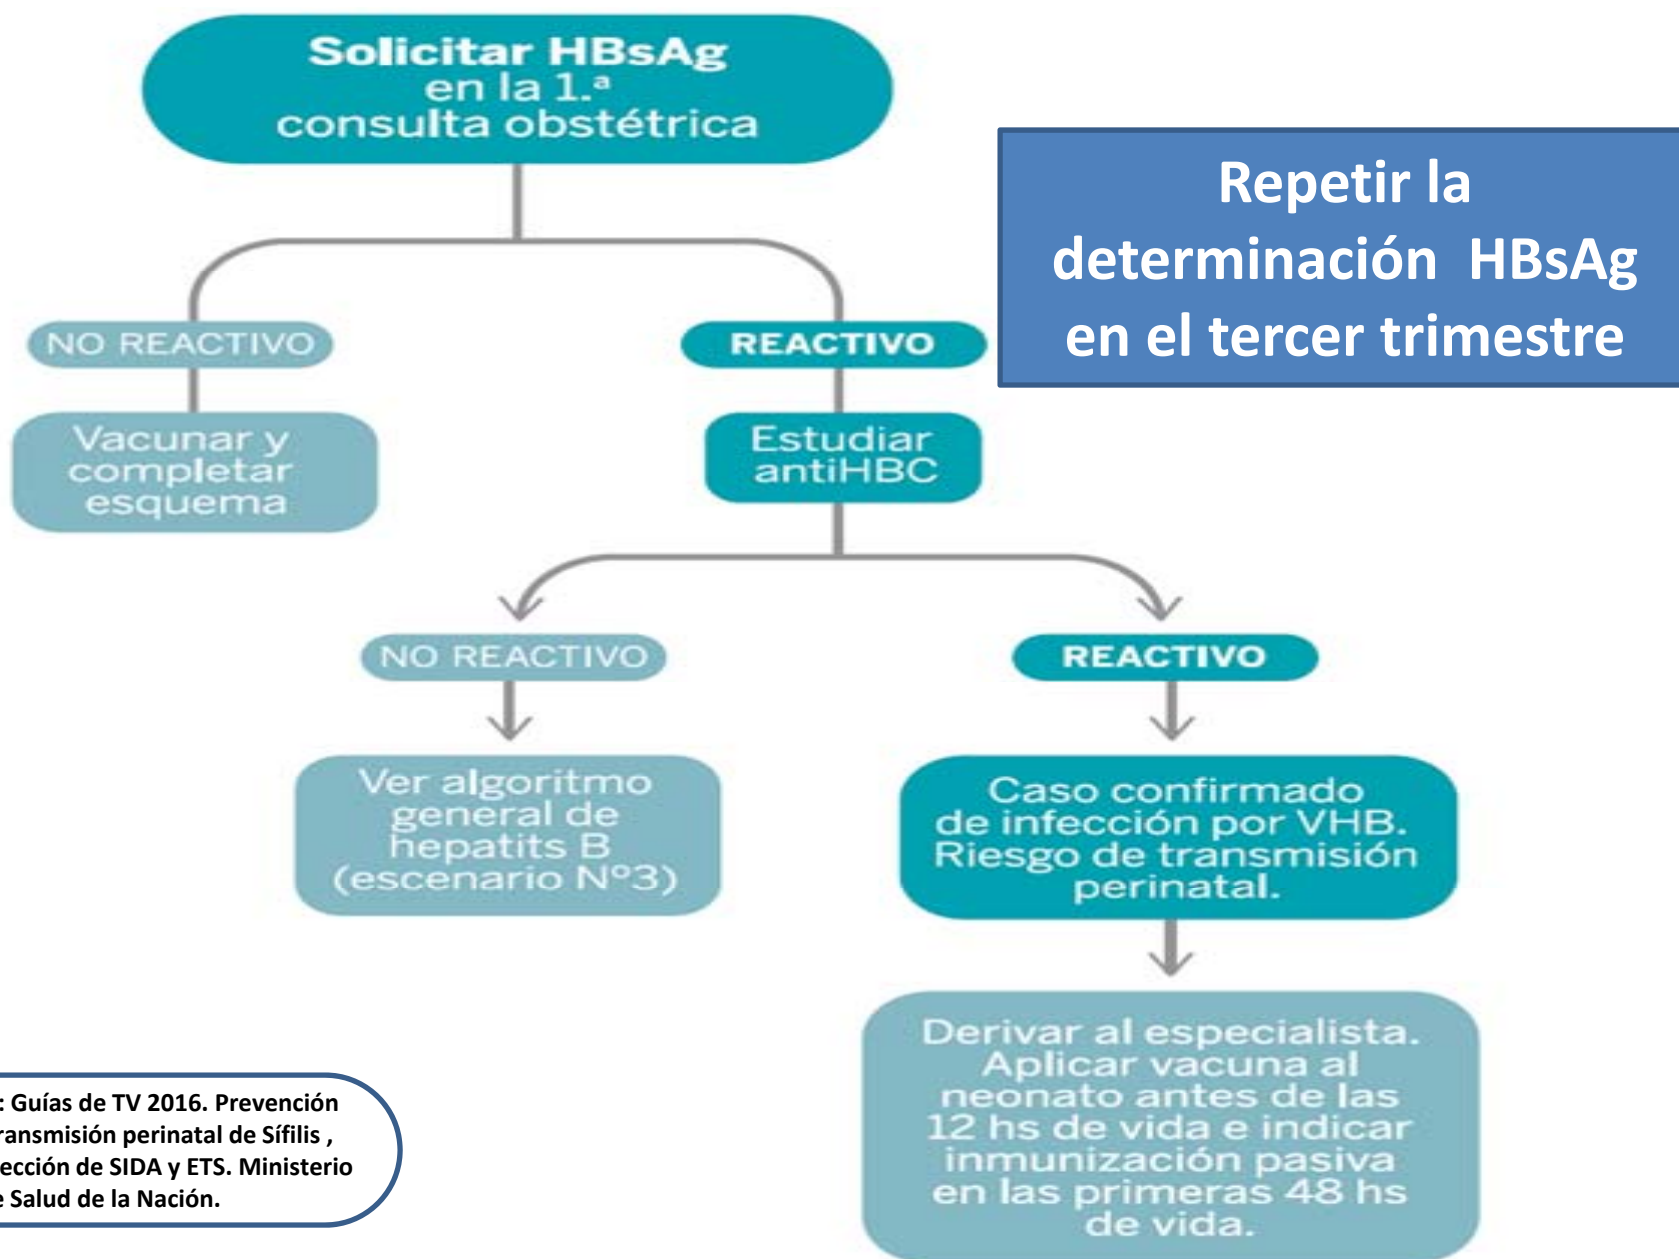 Solicitar HBsAg
en la 1.ª
consulta obstétrica
Repetir la
determinación HBsAg
en el tercer trimestre
NO REACTIVO
REACTIVO
Vacunar y
completar
esquema
Estudiar
antiHBC
NO REACTIVO
REACTIVO
Ver algoritmo
general de
hepatits B
(escenario Nº3)
Caso confirmado
de infección por VHB.
Riesgo de transmisión
perinatal.
Derivar al especialista.
Aplicar vacuna al
neonato antes de las
12 hs de vida e indicar
inmunización pasiva
en las primeras 48 hs
de vida.
: Guías de TV 2016. Prevención
transmisión perinatal de Sífilis ,
de SIDA y ETS. Ministerio
Salud de la Nación.